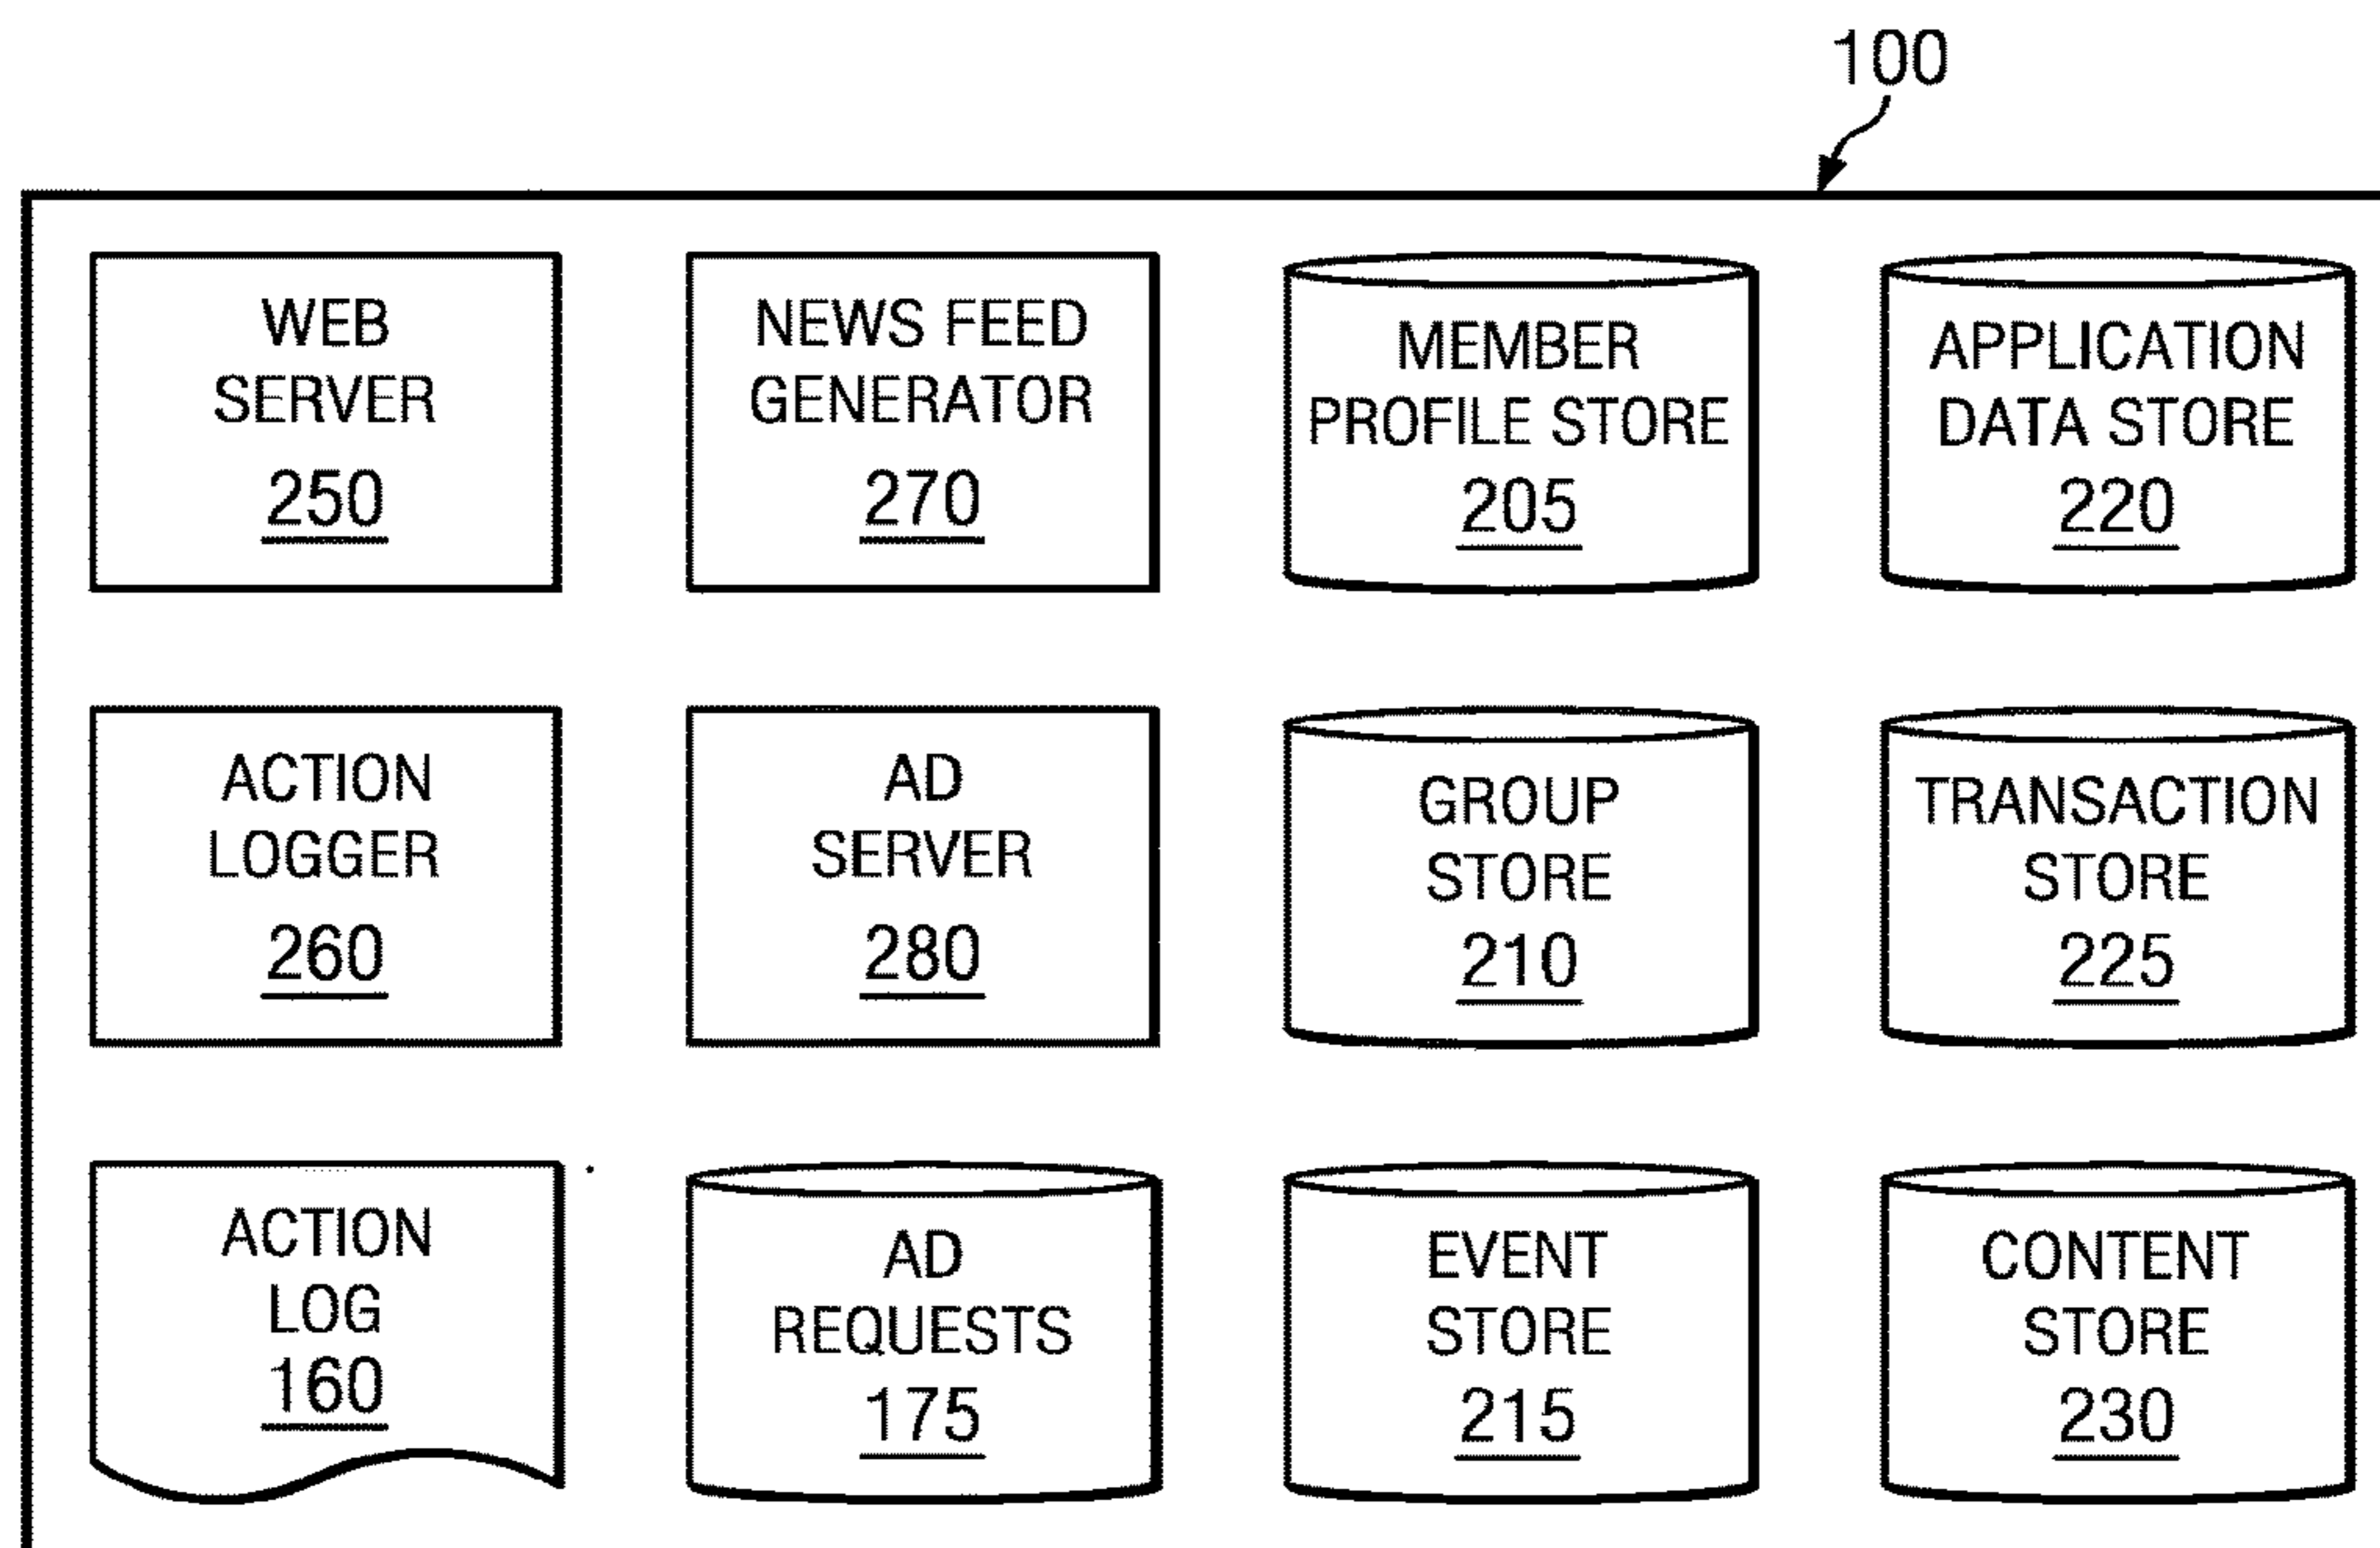 100
WEB
SERVER
250
NEWS FEED
GENERATOR
270
MEMBER
PROFILE STORE
205
APPLICATION
DATA STORE
220
ACTION
LOGGER
260
AD
SERVER
280
GROUP
STORE
210
TRANSACTION
STORE
225
ACTION
LOG
160
AD
REQUESTS
175
EVENT
STORE
215
CONTENT
STORE
230